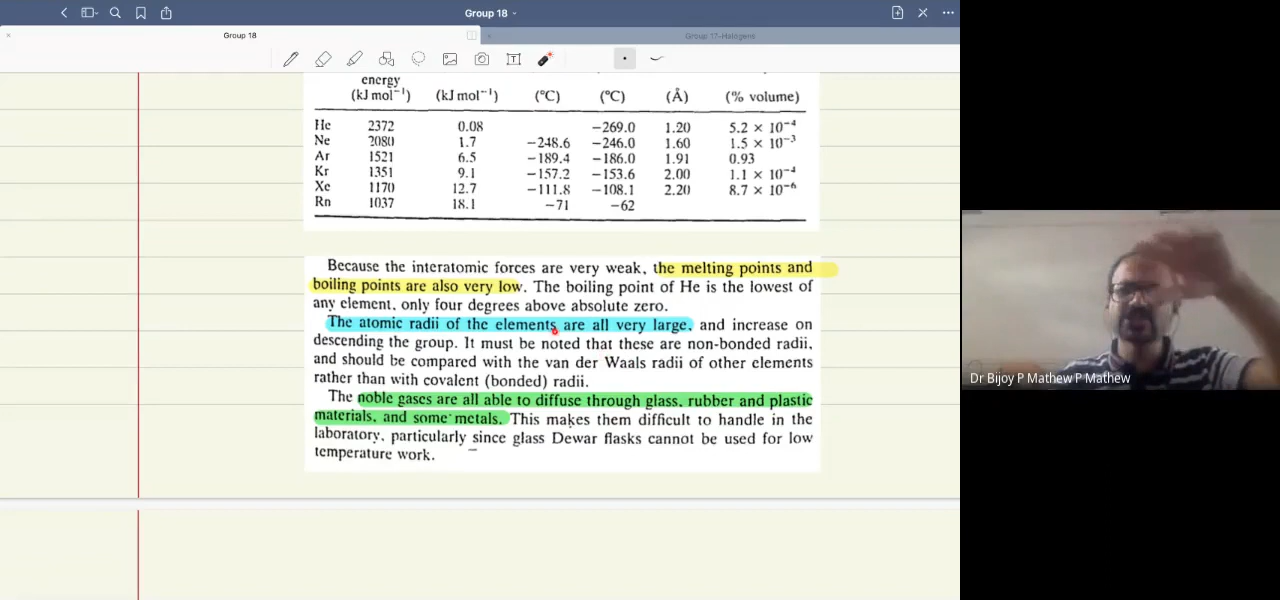 Group 18
Group 18
Group 17-Halogens
energy
(kJ mol⁻¹) (kJ mol⁻¹) (°C) (°C) (Å) (% volume)
He 2372 0.08 −269.0 1.20 5.2 × 10⁻⁴
Ne 2080 1.7 −248.6 −246.0 1.60 1.5 × 10⁻³
Ar 1521 6.5 −189.4 −186.0 1.91 0.93
Kr 1351 9.1 −157.2 −153.6 2.00 1.1 × 10⁻⁴
Xe 1170 12.7 −111.8 −108.1 2.20 8.7 × 10⁻⁶
Rn 1037 18.1 −71 −62
Because the interatomic forces are very weak, the melting points and
boiling points are also very low. The boiling point of He is the lowest of
any element, only four degrees above absolute zero.
The atomic radii of the elements are all very large, and increase on
descending the group. It must be noted that these are non-bonded radii,
and should be compared with the van der Waals radii of other elements
rather than with covalent (bonded) radii.
The noble gases are all able to diffuse through glass, rubber and plastic
materials, and some metals. This makes them difficult to handle in the
laboratory, particularly since glass Dewar flasks cannot be used for low
temperature work.
Dr Bijoy P Mathew P Mathew